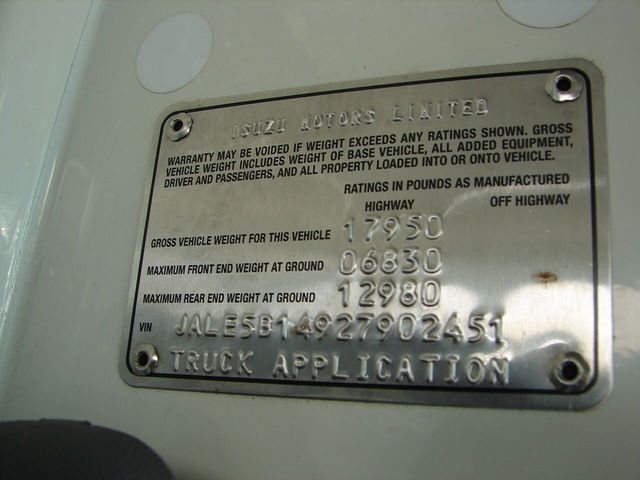 ISUZU MOTORS LIMITED
WARRANTY MAY BE VOIDED IF WEIGHT EXCEEDS ANY RATINGS SHOWN. GROSS
VEHICLE WEIGHT INCLUDES WEIGHT OF BASE VEHICLE, ALL ADDED EQUIPMENT,
DRIVER AND PASSENGERS, AND ALL PROPERTY LOADED INTO OR ONTO VEHICLE.
RATINGS IN POUNDS AS MANUFACTURED
HIGHWAY OFF HIGHWAY
GROSS VEHICLE WEIGHT FOR THIS VEHICLE 17950
MAXIMUM FRONT END WEIGHT AT GROUND 06830
MAXIMUM REAR END WEIGHT AT GROUND 12980
VIN JALE5B14927902451
TRUCK APPLICATION